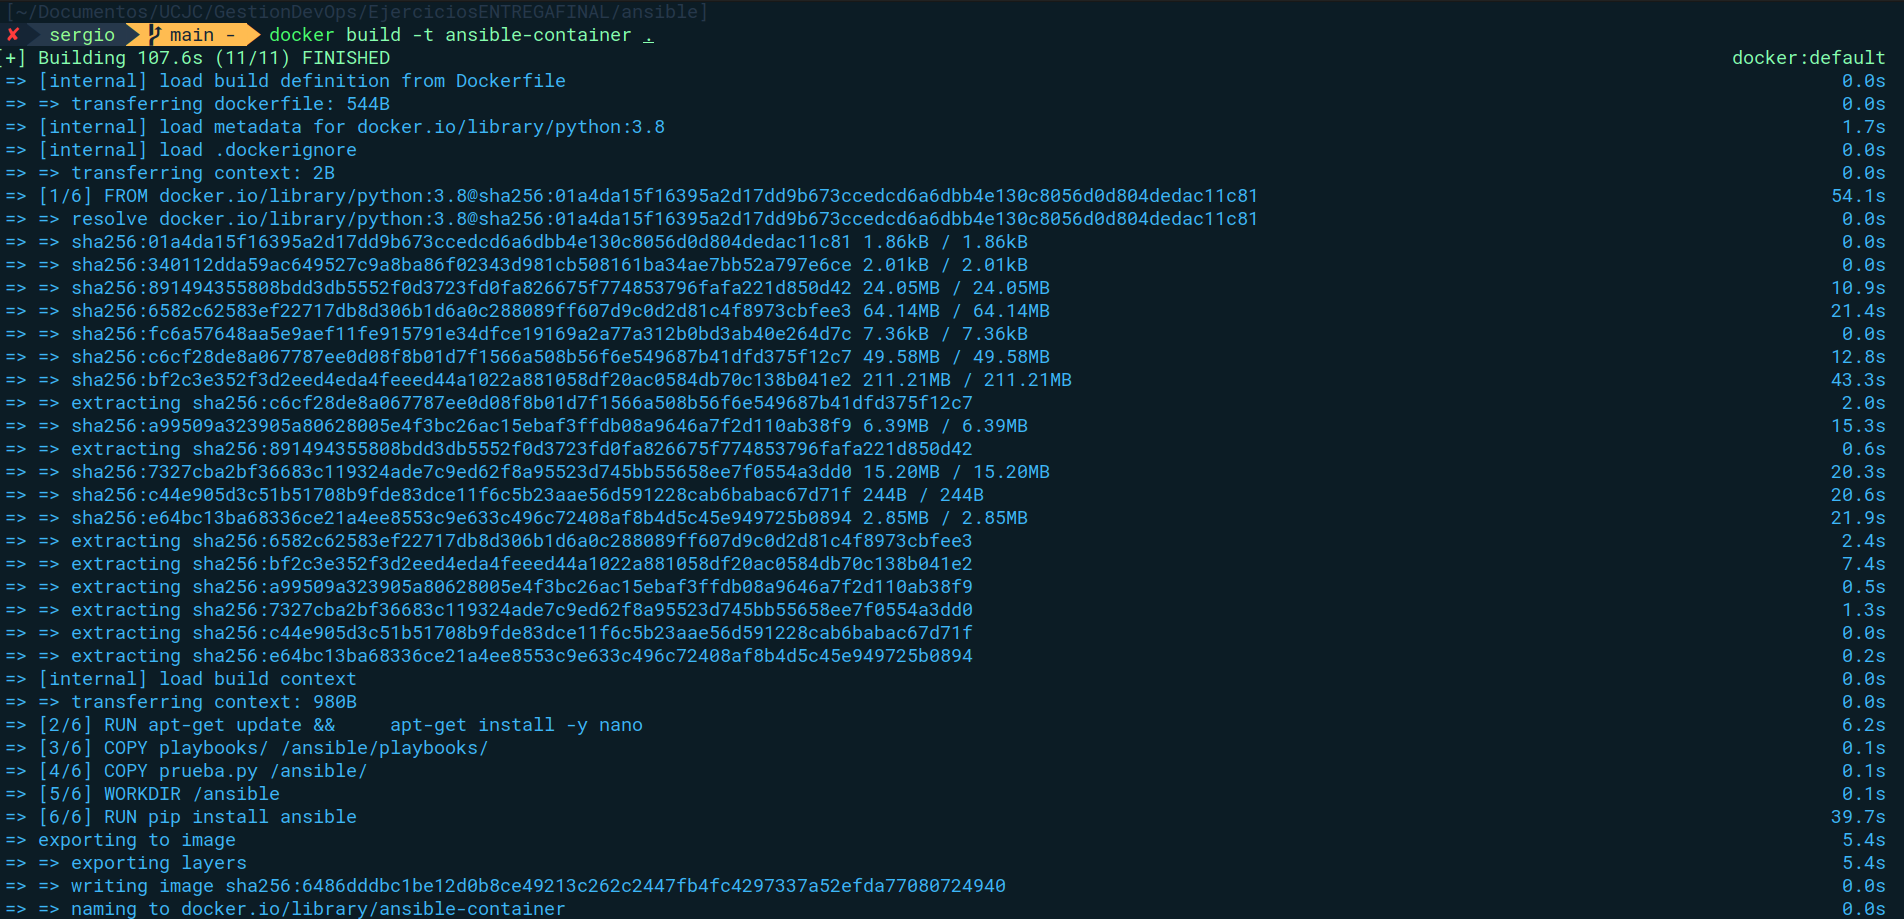 [~/Documentos/UCJC/GestionDevOps/EjerciciosENTREGAFINAL/ansible]
✘ sergio main - docker build -t ansible-container .
[+] Building 107.6s (11/11) FINISHED docker:default
=> [internal] load build definition from Dockerfile 0.0s
=> => transferring dockerfile: 544B 0.0s
=> [internal] load metadata for docker.io/library/python:3.8 1.7s
=> [internal] load .dockerignore 0.0s
=> => transferring context: 2B 0.0s
=> [1/6] FROM docker.io/library/python:3.8@sha256:01a4da15f16395a2d17dd9b673ccedcd6a6dbb4e130c8056d0d804dedac11c81 54.1s
=> => resolve docker.io/library/python:3.8@sha256:01a4da15f16395a2d17dd9b673ccedcd6a6dbb4e130c8056d0d804dedac11c81 0.0s
=> => sha256:01a4da15f16395a2d17dd9b673ccedcd6a6dbb4e130c8056d0d804dedac11c81 1.86kB / 1.86kB 0.0s
=> => sha256:340112dda59ac649527c9a8ba86f02343d981cb508161ba34ae7bb52a797e6ce 2.01kB / 2.01kB 0.0s
=> => sha256:891494355808bdd3db5552f0d3723fd0fa826675f774853796fafa221d850d42 24.05MB / 24.05MB 10.9s
=> => sha256:6582c62583ef22717db8d306b1d6a0c288089ff607d9c0d2d81c4f8973cbfee3 64.14MB / 64.14MB 21.4s
=> => sha256:fc6a57648aa5e9aef11fe915791e34dfce19169a2a77a312b0bd3ab40e264d7c 7.36kB / 7.36kB 0.0s
=> => sha256:c6cf28de8a067787ee0d08f8b01d7f1566a508b56f6e549687b41dfd375f12c7 49.58MB / 49.58MB 12.8s
=> => sha256:bf2c3e352f3d2eed4eda4feeed44a1022a881058df20ac0584db70c138b041e2 211.21MB / 211.21MB 43.3s
=> => extracting sha256:c6cf28de8a067787ee0d08f8b01d7f1566a508b56f6e549687b41dfd375f12c7 2.0s
=> => sha256:a99509a323905a80628005e4f3bc26ac15ebaf3ffdb08a9646a7f2d110ab38f9 6.39MB / 6.39MB 15.3s
=> => extracting sha256:891494355808bdd3db5552f0d3723fd0fa826675f774853796fafa221d850d42 0.6s
=> => sha256:7327cba2bf36683c119324ade7c9ed62f8a95523d745bb55658ee7f0554a3dd0 15.20MB / 15.20MB 20.3s
=> => sha256:c44e905d3c51b51708b9fde83dce11f6c5b23aae56d591228cab6babac67d71f 244B / 244B 20.6s
=> => sha256:e64bc13ba68336ce21a4ee8553c9e633c496c72408af8b4d5c45e949725b0894 2.85MB / 2.85MB 21.9s
=> => extracting sha256:6582c62583ef22717db8d306b1d6a0c288089ff607d9c0d2d81c4f8973cbfee3 2.4s
=> => extracting sha256:bf2c3e352f3d2eed4eda4feeed44a1022a881058df20ac0584db70c138b041e2 7.4s
=> => extracting sha256:a99509a323905a80628005e4f3bc26ac15ebaf3ffdb08a9646a7f2d110ab38f9 0.5s
=> => extracting sha256:7327cba2bf36683c119324ade7c9ed62f8a95523d745bb55658ee7f0554a3dd0 1.3s
=> => extracting sha256:c44e905d3c51b51708b9fde83dce11f6c5b23aae56d591228cab6babac67d71f 0.0s
=> => extracting sha256:e64bc13ba68336ce21a4ee8553c9e633c496c72408af8b4d5c45e949725b0894 0.2s
=> [internal] load build context 0.0s
=> => transferring context: 980B 0.0s
=> [2/6] RUN apt-get update &&     apt-get install -y nano 6.2s
=> [3/6] COPY playbooks/ /ansible/playbooks/ 0.1s
=> [4/6] COPY prueba.py /ansible/ 0.1s
=> [5/6] WORKDIR /ansible 0.1s
=> [6/6] RUN pip install ansible 39.7s
=> exporting to image 5.4s
=> => exporting layers 5.4s
=> => writing image sha256:6486dddbc1be12d0b8ce49213c262c2447fb4fc4297337a52efda77080724940 0.0s
=> => naming to docker.io/library/ansible-container 0.0s